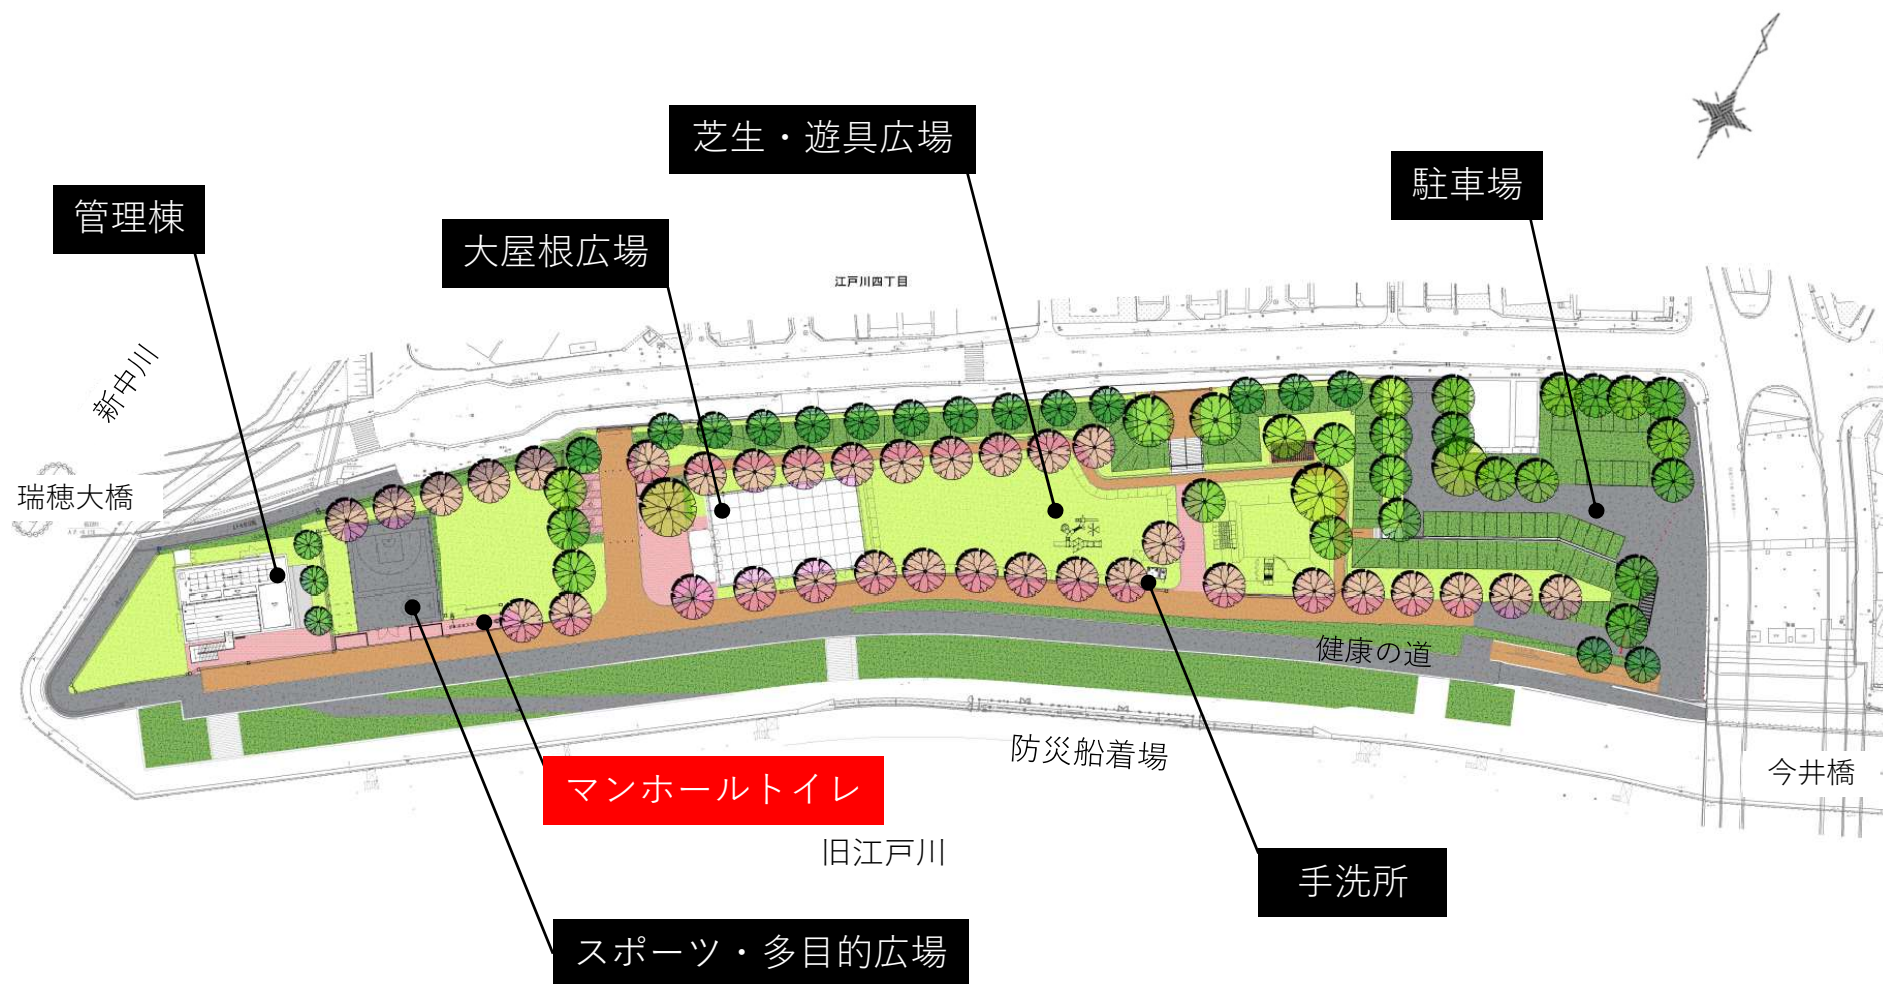 芝生・遊具広場
駐車場
管理棟
大屋根広場
江戸川四丁目
新中川
瑞穂大橋
健康の道
防災船着場
今井橋
マンホールトイレ
旧江戸川
手洗所
スポーツ・多目的広場